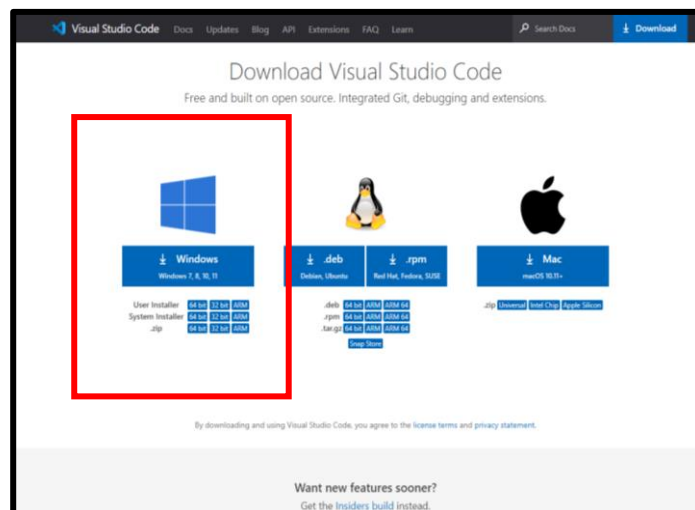 Visual Studio Code Docs Updates Blog API Extensions FAQ Learn Search Docs Download
Download Visual Studio Code
Free and built on open source. Integrated Git, debugging and extensions.
Windows
Windows 7, 8, 10, 11
User Installer 64 bit 32 bit ARM
System Installer 64 bit 32 bit ARM
.zip 64 bit 32 bit ARM
.deb
Debian, Ubuntu
.rpm
Red Hat, Fedora, SUSE
.deb 64 bit ARM ARM 64
.rpm 64 bit ARM ARM 64
.tar.gz 64 bit ARM ARM 64
Snap Store
Mac
macOS 10.11+
.zip Universal Intel Chip Apple Silicon
By downloading and using Visual Studio Code, you agree to the license terms and privacy statement.
Want new features sooner?
Get the Insiders build instead.